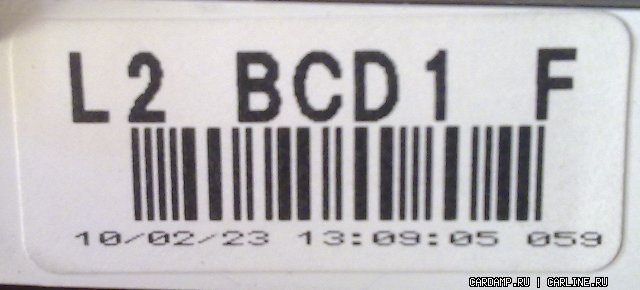 L2 BCD1 F
10/02/23 13:09:05 059
CARDAMP.RU | CARLINE.RU